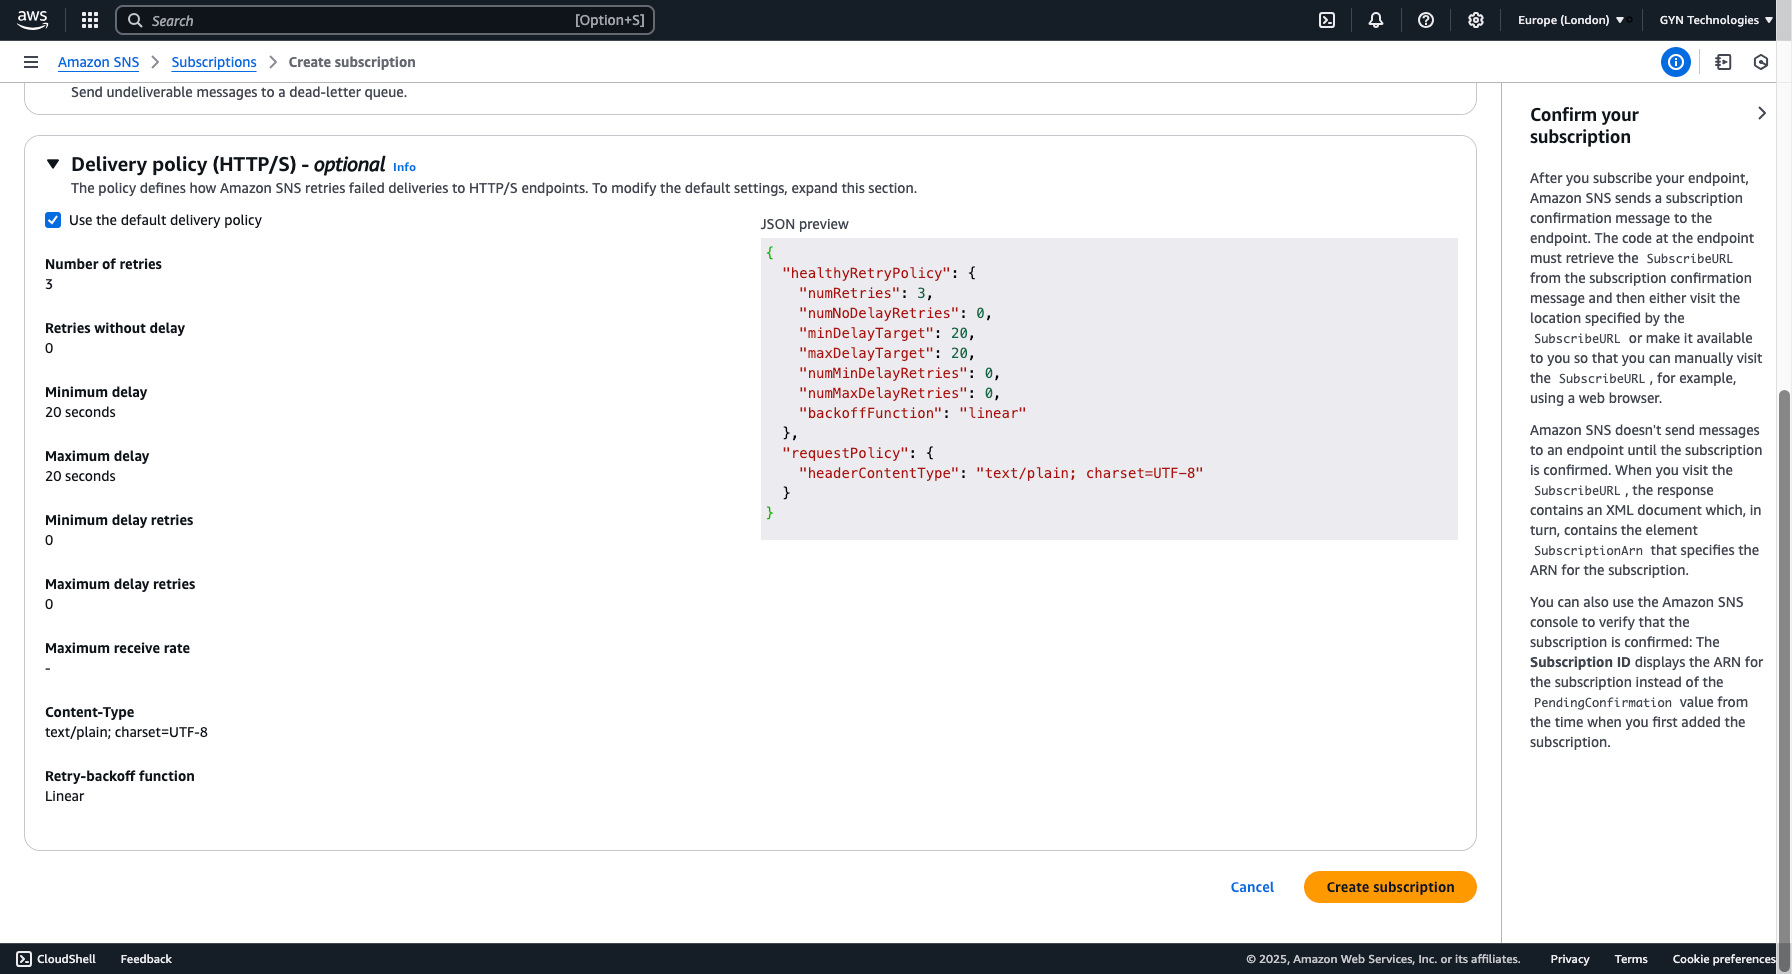 aws
Search
[Option+S]
Europe (London)
GYN Technologies
Amazon SNS
Subscriptions
Create subscription
Send undeliverable messages to a dead-letter queue.
Delivery policy (HTTP/S) - optional Info
The policy defines how Amazon SNS retries failed deliveries to HTTP/S endpoints. To modify the default settings, expand this section.
Use the default delivery policy
Number of retries
3
Retries without delay
0
Minimum delay
20 seconds
Maximum delay
20 seconds
Minimum delay retries
0
Maximum delay retries
0
Maximum receive rate
-
Content-Type
text/plain; charset=UTF-8
Retry-backoff function
Linear
JSON preview
{
"healthyRetryPolicy": {
"numRetries": 3,
"numNoDelayRetries": 0,
"minDelayTarget": 20,
"maxDelayTarget": 20,
"numMinDelayRetries": 0,
"numMaxDelayRetries": 0,
"backoffFunction": "linear"
},
"requestPolicy": {
"headerContentType": "text/plain; charset=UTF-8"
}
}
Cancel
Create subscription
Confirm your
subscription
After you subscribe your endpoint,
Amazon SNS sends a subscription
confirmation message to the
endpoint. The code at the endpoint
must retrieve the SubscribeURL
from the subscription confirmation
message and then either visit the
location specified by the
SubscribeURL or make it available
to you so that you can manually visit
the SubscribeURL, for example,
using a web browser.
Amazon SNS doesn't send messages
to an endpoint until the subscription
is confirmed. When you visit the
SubscribeURL, the response
contains an XML document which, in
turn, contains the element
SubscriptionArn that specifies the
ARN for the subscription.
You can also use the Amazon SNS
console to verify that the
subscription is confirmed: The
Subscription ID displays the ARN for
the subscription instead of the
PendingConfirmation value from
the time when you first added the
subscription.
CloudShell
Feedback
© 2025, Amazon Web Services, Inc. or its affiliates.
Privacy
Terms
Cookie preferences